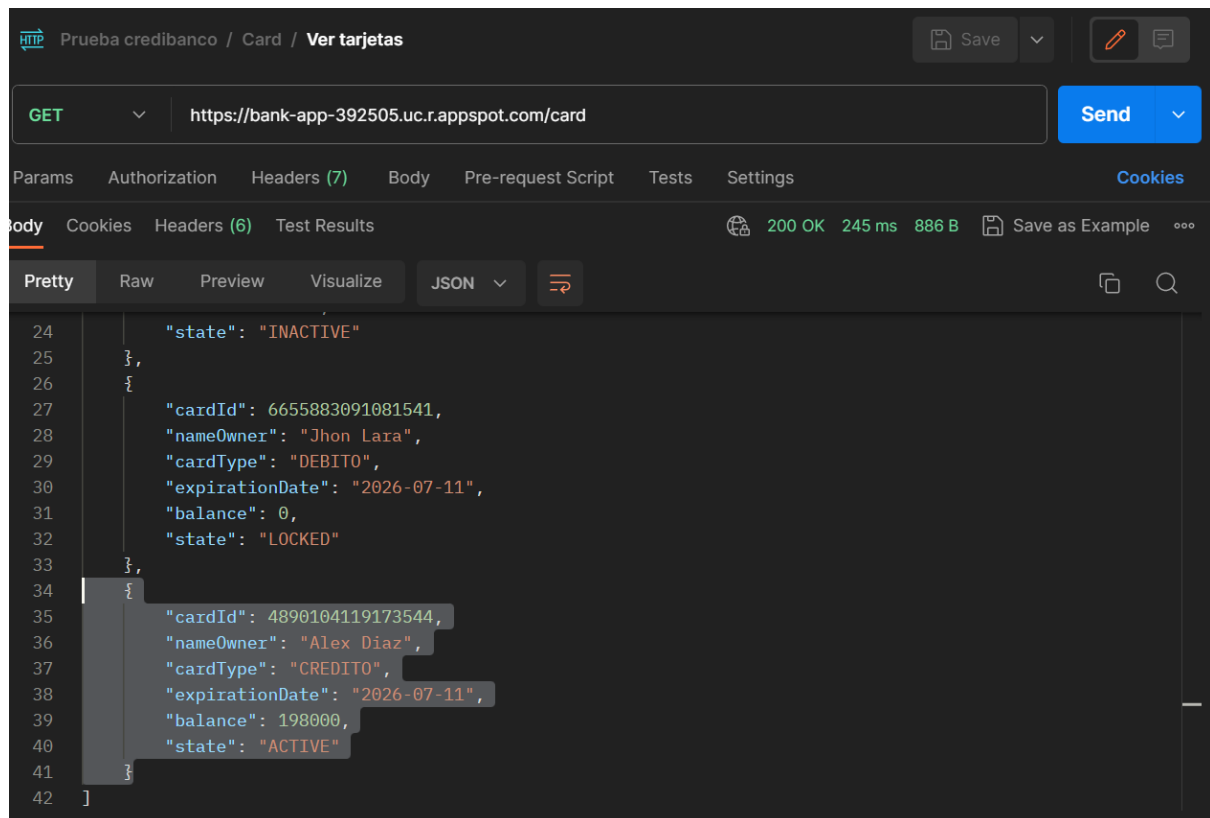 HTTP Prueba credibanco / Card / Ver tarjetas Save
GET https://bank-app-392505.uc.r.appspot.com/card Send
Params Authorization Headers (7) Body Pre-request Script Tests Settings Cookies
Body Cookies Headers (6) Test Results 200 OK 245 ms 886 B Save as Example
Pretty Raw Preview Visualize JSON
24 "state": "INACTIVE"
25 },
26 {
27 "cardId": 6655883091081541,
28 "nameOwner": "Jhon Lara",
29 "cardType": "DEBITO",
30 "expirationDate": "2026-07-11",
31 "balance": 0,
32 "state": "LOCKED"
33 },
34 {
35 "cardId": 4890104119173544,
36 "nameOwner": "Alex Diaz",
37 "cardType": "CREDITO",
38 "expirationDate": "2026-07-11",
39 "balance": 198000,
40 "state": "ACTIVE"
41 }
42 ]